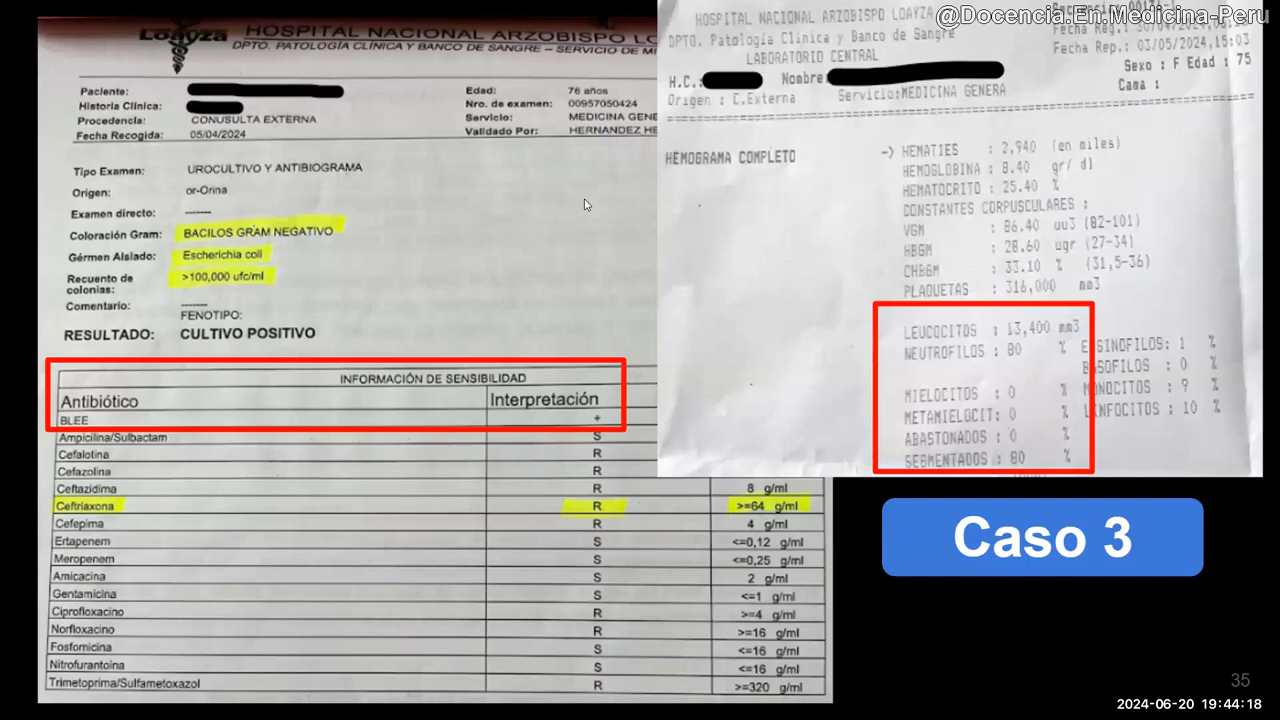 Loayza HOSPITAL NACIONAL ARZOBISPO LO
DPTO. PATOLOGÍA CLÍNICA Y BANCO DE SANGRE – SERVICIO DE MI
Paciente:
Edad: 76 años
Historia Clínica:
Nro. de examen: 00957050424
Procedencia: CONUSULTA EXTERNA
Servicio: MEDICINA GENE
Fecha Recogida: 05/04/2024
Validado Por: HERNANDEZ HE
Tipo Examen: UROCULTIVO Y ANTIBIOGRAMA
Origen: or-Orina
Examen directo: ------
Coloración Gram: BACILOS GRAM NEGATIVO
Gérmen Aislado: Escherichia coli
Recuento de colonias: >100,000 ufc/ml
Comentario: ------
FENOTIPO:
RESULTADO: CULTIVO POSITIVO
INFORMACIÓN DE SENSIBILIDAD
Antibiótico Interpretación
BLEE +
Ampicilina/Sulbactam S
Cefalotina R
Cefazolina R
Ceftazidima R 8 g/ml
Ceftriaxona R >=64 g/ml
Cefepima R 4 g/ml
Ertapenem S <=0,12 g/ml
Meropenem S <=0,25 g/ml
Amicacina S 2 g/ml
Gentamicina S <=1 g/ml
Ciprofloxacino R >=4 g/ml
Norfloxacino R >=16 g/ml
Fosfomicina S <=16 g/ml
Nitrofurantoina S <=16 g/ml
Trimetoprima/Sulfametoxazol R >=320 g/ml
@Docencia.En.Medicina-Peru
HOSPITAL NACIONAL ARZOBISPO LOAYZA
DPTO. Patología Clínica y Banco de Sangre
LABORATORIO CENTRAL
Fecha Rep.: 03/05/2024,15:03
Sexo : F Edad : 75
H.C.: Nombre:
Cama :
Origen : C.Externa Servicio:MEDICINA GENERA
HEMOGRAMA COMPLETO
-> HEMATIES : 2,940 (en miles)
HEMOGLOBINA : 8.40 gr/ dl
HEMATOCRITO : 25.40 %
CONSTANTES CORPUSCULARES :
VGM : 86.40 uu3 (82-101)
HBGM : 28.60 ugr (27-34)
CHBGM : 33.10 % (31,5-36)
PLAQUETAS : 316,000 mm3
LEUCOCITOS : 13,400 mm3
NEUTROFILOS : 80 % EOSINOFILOS: 1 %
BASOFILOS : 0 %
MIELOCITOS : 0 % MONOCITOS : 9 %
METAMIELOCIT: 0 % LINFOCITOS : 10 %
ABASTONADOS : 0 %
SEGMENTADOS : 80 %
Caso 3
35
2024-06-20 19:44:18